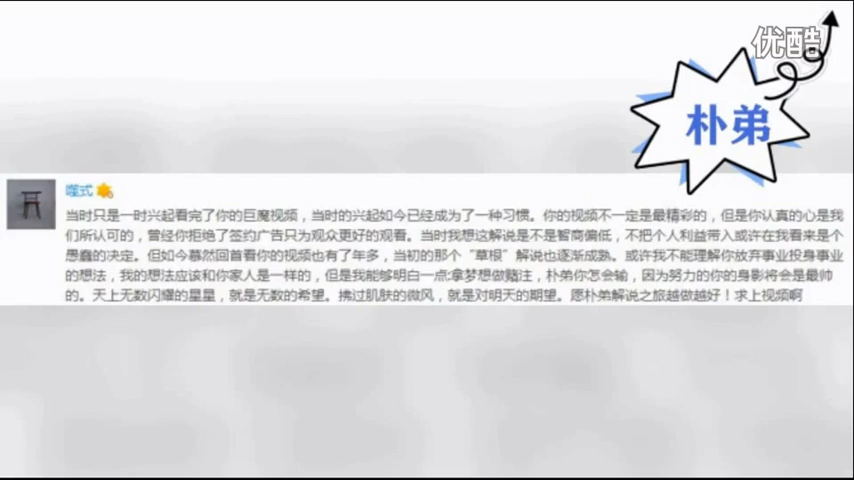 优酷
朴弟
噬式
当时只是一时兴起看完了你的巨魔视频，当时的兴起如今已经成为了一种习惯。你的视频不一定是最精彩的，但是你认真的心是我
们所认可的，曾经你拒绝了签约广告只为观众更好的观看。当时我想这解说是不是智商偏低，不把个人利益带入或许在我看来是个
愚蠢的决定。但如今蓦然回首看你的视频也有了年多，当初的那个“草根”解说也逐渐成熟。或许我不能理解你放弃事业投身事业
的想法，我的想法应该和你家人是一样的，但是我能够明白一点:拿梦想做赌注，朴弟你怎会输，因为努力的你的身影将会是最帅
的。天上无数闪耀的星星，就是无数的希望。拂过肌肤的微风，就是对明天的期望。愿朴弟解说之旅越做越好！求上视频啊